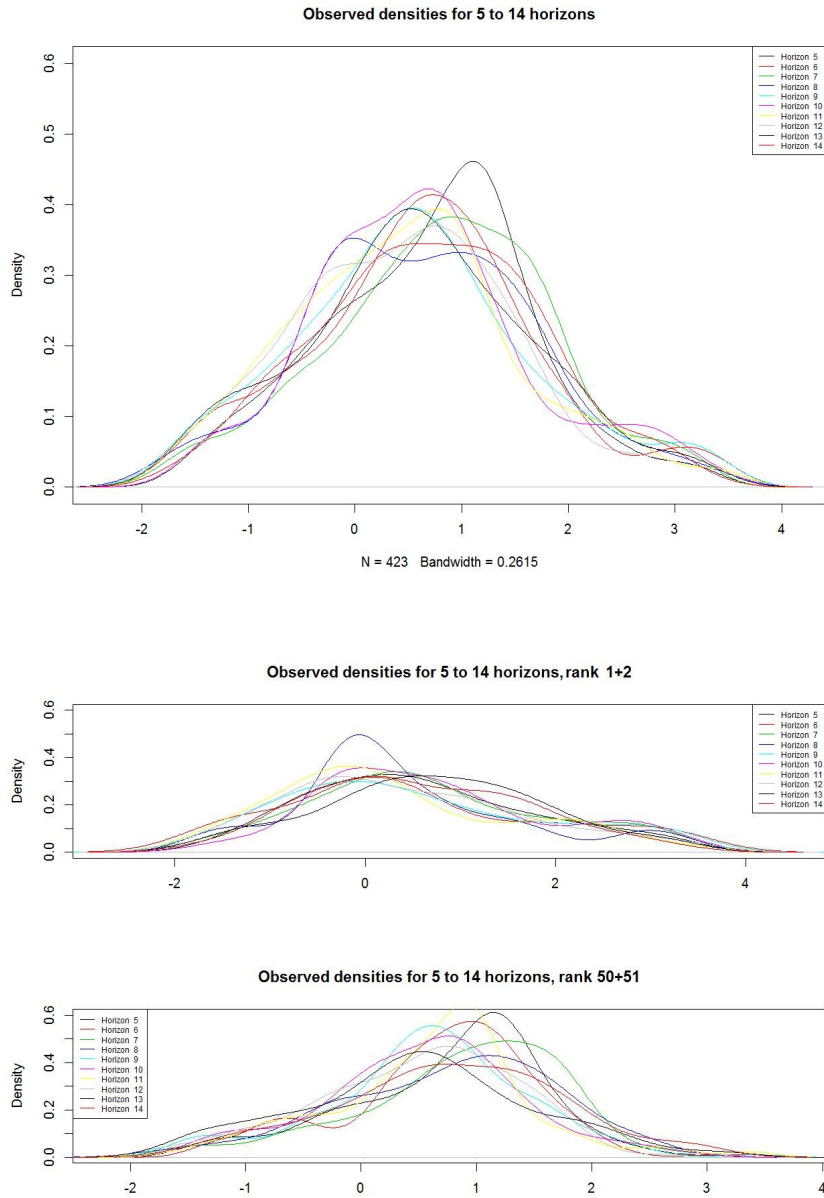 Observed densities for 5 to 14 horizons
Density
0.0
0.1
0.2
0.3
0.4
0.5
0.6
Horizon 5
Horizon 6
Horizon 7
Horizon 8
Horizon 9
Horizon 10
Horizon 11
Horizon 12
Horizon 13
Horizon 14
-2 -1 0 1 2 3 4
N = 423 Bandwidth = 0.2615
Observed densities for 5 to 14 horizons, rank 1+2
Density
0.0 0.2 0.4 0.6
Horizon 5
Horizon 6
Horizon 7
Horizon 8
Horizon 9
Horizon 10
Horizon 11
Horizon 12
Horizon 13
Horizon 14
-2 0 2 4
Observed densities for 5 to 14 horizons, rank 50+51
Density
0.0 0.2 0.4 0.6
Horizon 5
Horizon 6
Horizon 7
Horizon 8
Horizon 9
Horizon 10
Horizon 11
Horizon 12
Horizon 13
Horizon 14
-2 -1 0 1 2 3 4